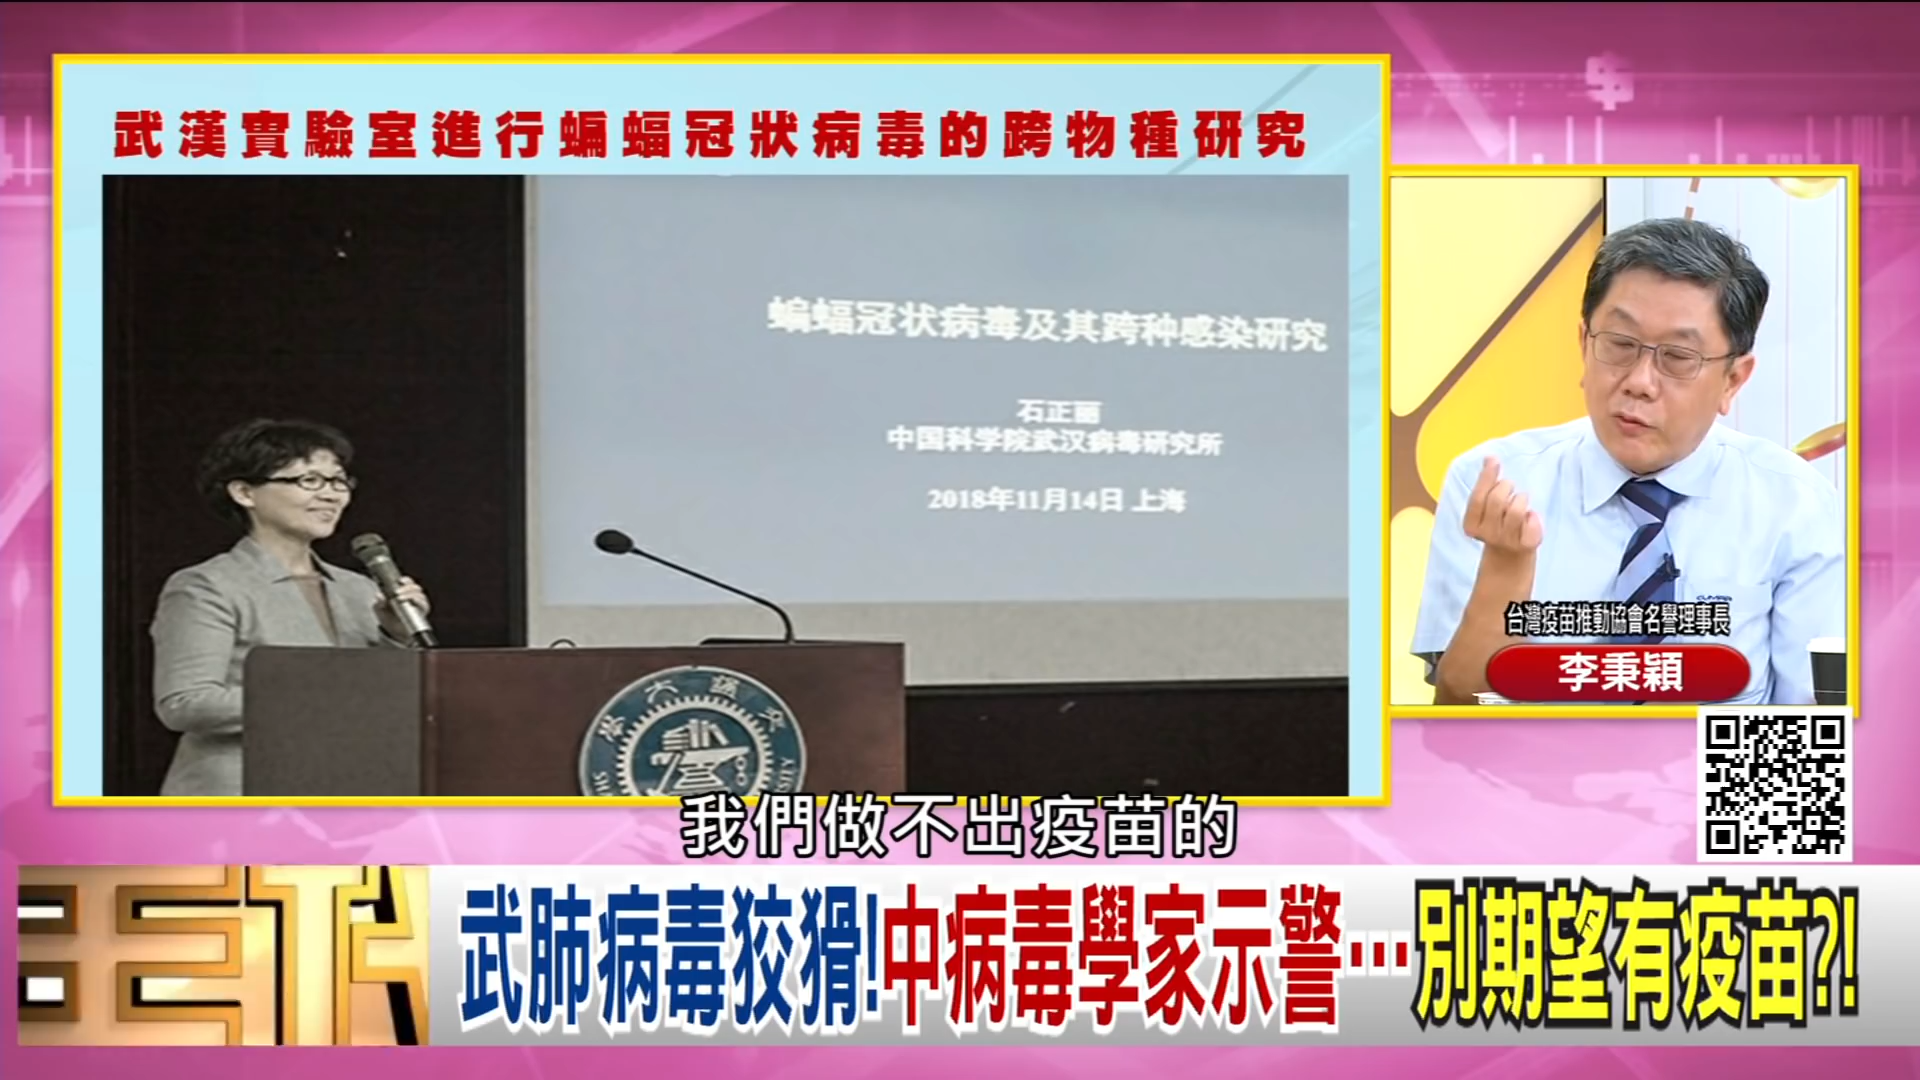 武漢實驗室進行蝙蝠冠狀病毒的跨物種研究
蝙蝠冠状病毒及其跨种感染研究
石正丽
中国科学院武汉病毒研究所
2018年11月14日 上海
台灣疫苗推動協會名譽理事長
李秉穎
我們做不出疫苗的
武肺病毒狡猾!中病毒學家示警…別期望有疫苗?!